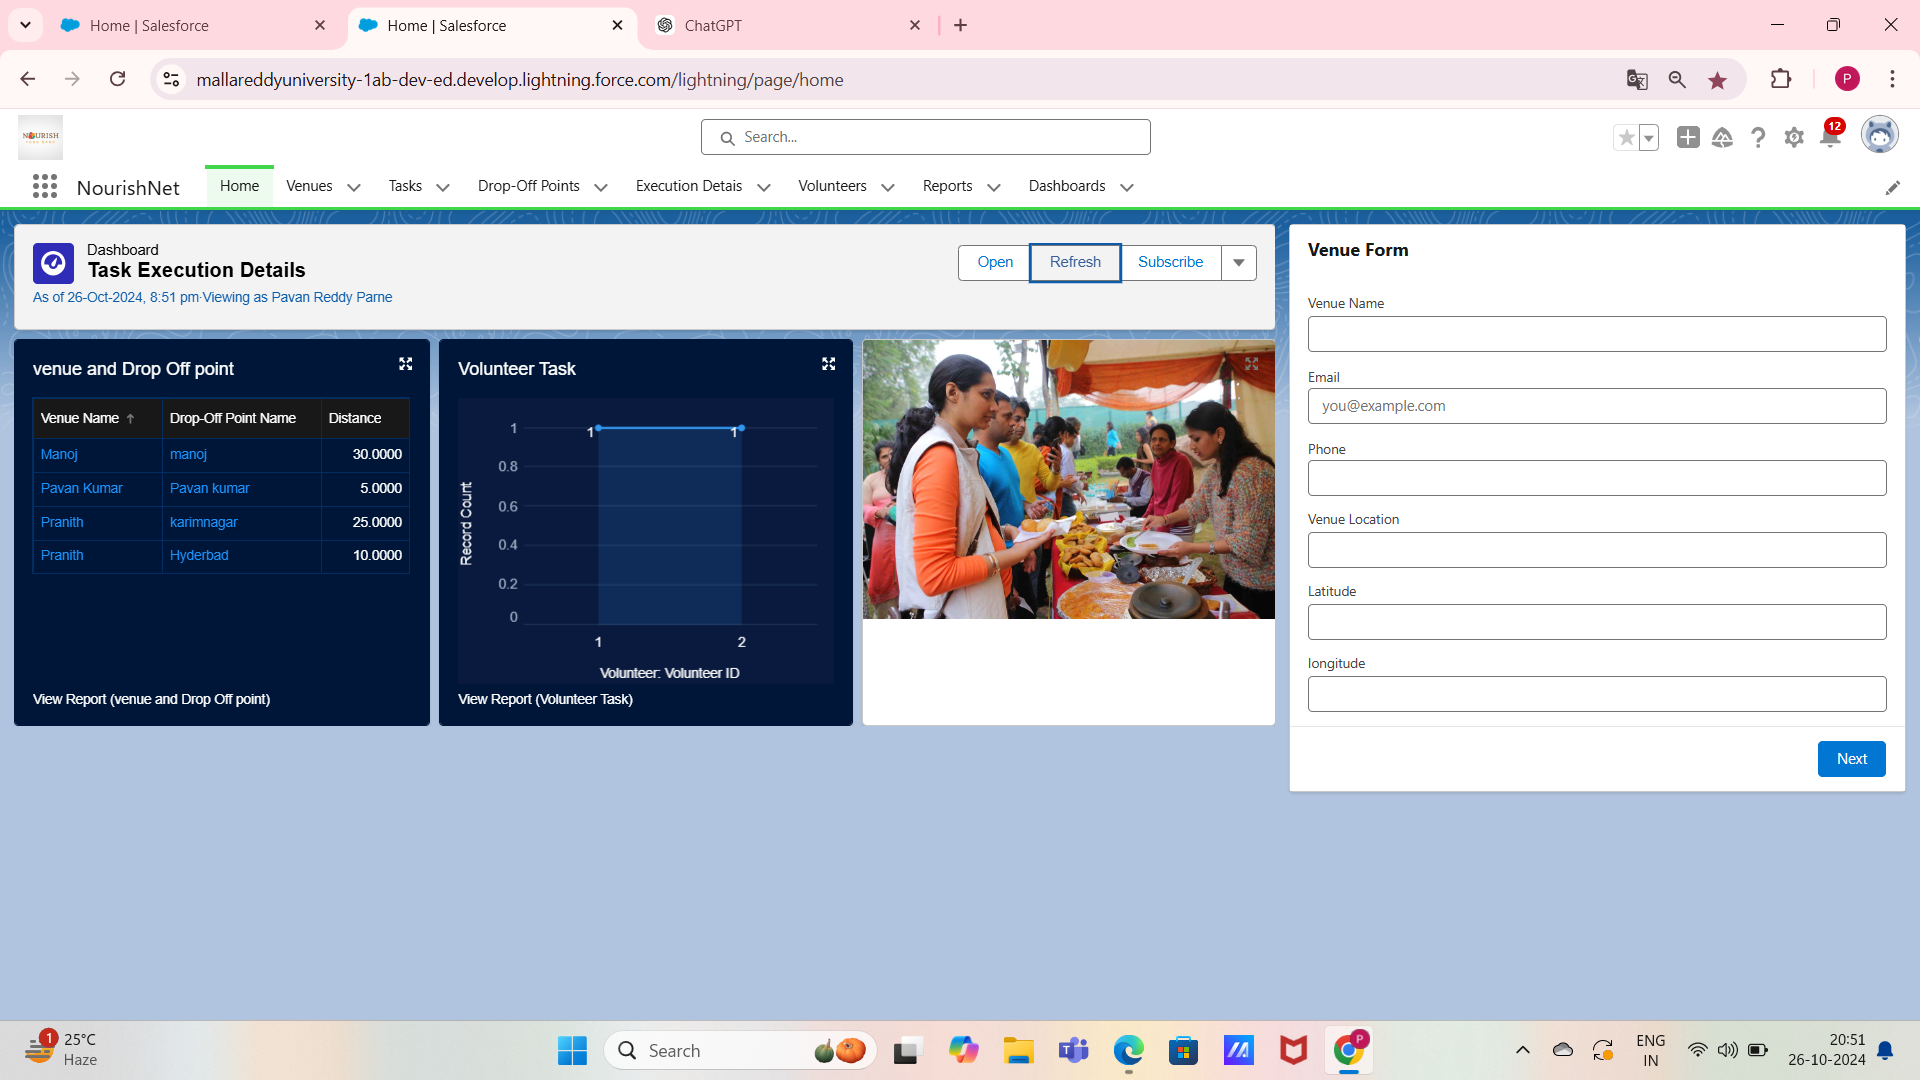 Home | Salesforce
Home | Salesforce
ChatGPT
mallareddyuniversity-1ab-dev-ed.develop.lightning.force.com/lightning/page/home
P
NOURISH
Search...
12
NourishNet
Home
Venues
Tasks
Drop-Off Points
Execution Detais
Volunteers
Reports
Dashboards
Dashboard
Task Execution Details
As of 26-Oct-2024, 8:51 pm·Viewing as Pavan Reddy Parne
Open
Refresh
Subscribe
venue and Drop Off point
Venue Name
Drop-Off Point Name
Distance
Manoj
manoj
30.0000
Pavan Kumar
Pavan kumar
5.0000
Pranith
karimnagar
25.0000
Pranith
Hyderbad
10.0000
View Report (venue and Drop Off point)
Volunteer Task
Record Count
1
0.8
0.6
0.4
0.2
0
1
1
1
2
Volunteer: Volunteer ID
View Report (Volunteer Task)
Venue Form
Venue Name
Email
you@example.com
Phone
Venue Location
Latitude
longitude
Next
1
25°C
Haze
Search
P
ENG
IN
20:51
26-10-2024